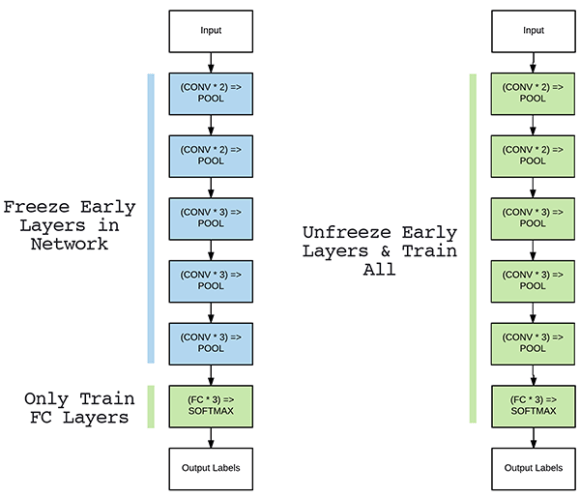 Input
(CONV * 2) =>
POOL
(CONV * 2) =>
POOL
(CONV * 3) =>
POOL
(CONV * 3) =>
POOL
(CONV * 3) =>
POOL
(FC * 3) =>
SOFTMAX
Output Labels
Freeze Early
Layers in
Network
Only Train
FC Layers
Input
(CONV * 2) =>
POOL
(CONV * 2) =>
POOL
(CONV * 3) =>
POOL
(CONV * 3) =>
POOL
(CONV * 3) =>
POOL
(FC * 3) =>
SOFTMAX
Output Labels
Unfreeze Early
Layers & Train
All